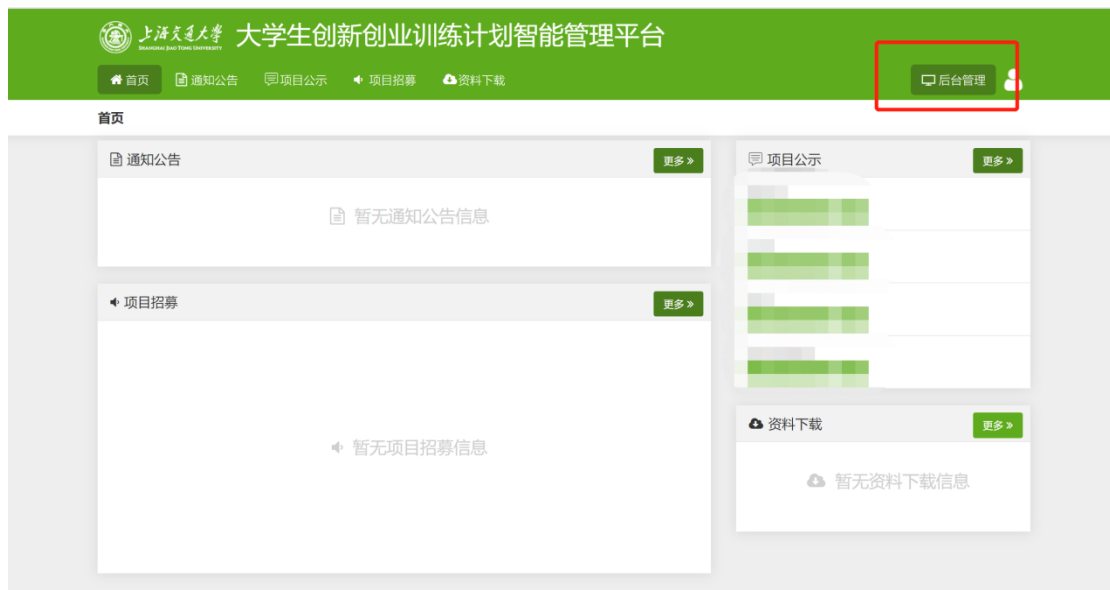 上海交通大学 大学生创新创业训练计划智能管理平台
SHANGHAI JIAO TONG UNIVERSITY
首页 通知公告 项目公示 项目招募 资料下载 后台管理
首页
通知公告 更多
暂无通知公告信息
项目招募 更多
暂无项目招募信息
项目公示 更多
资料下载 更多
暂无资料下载信息